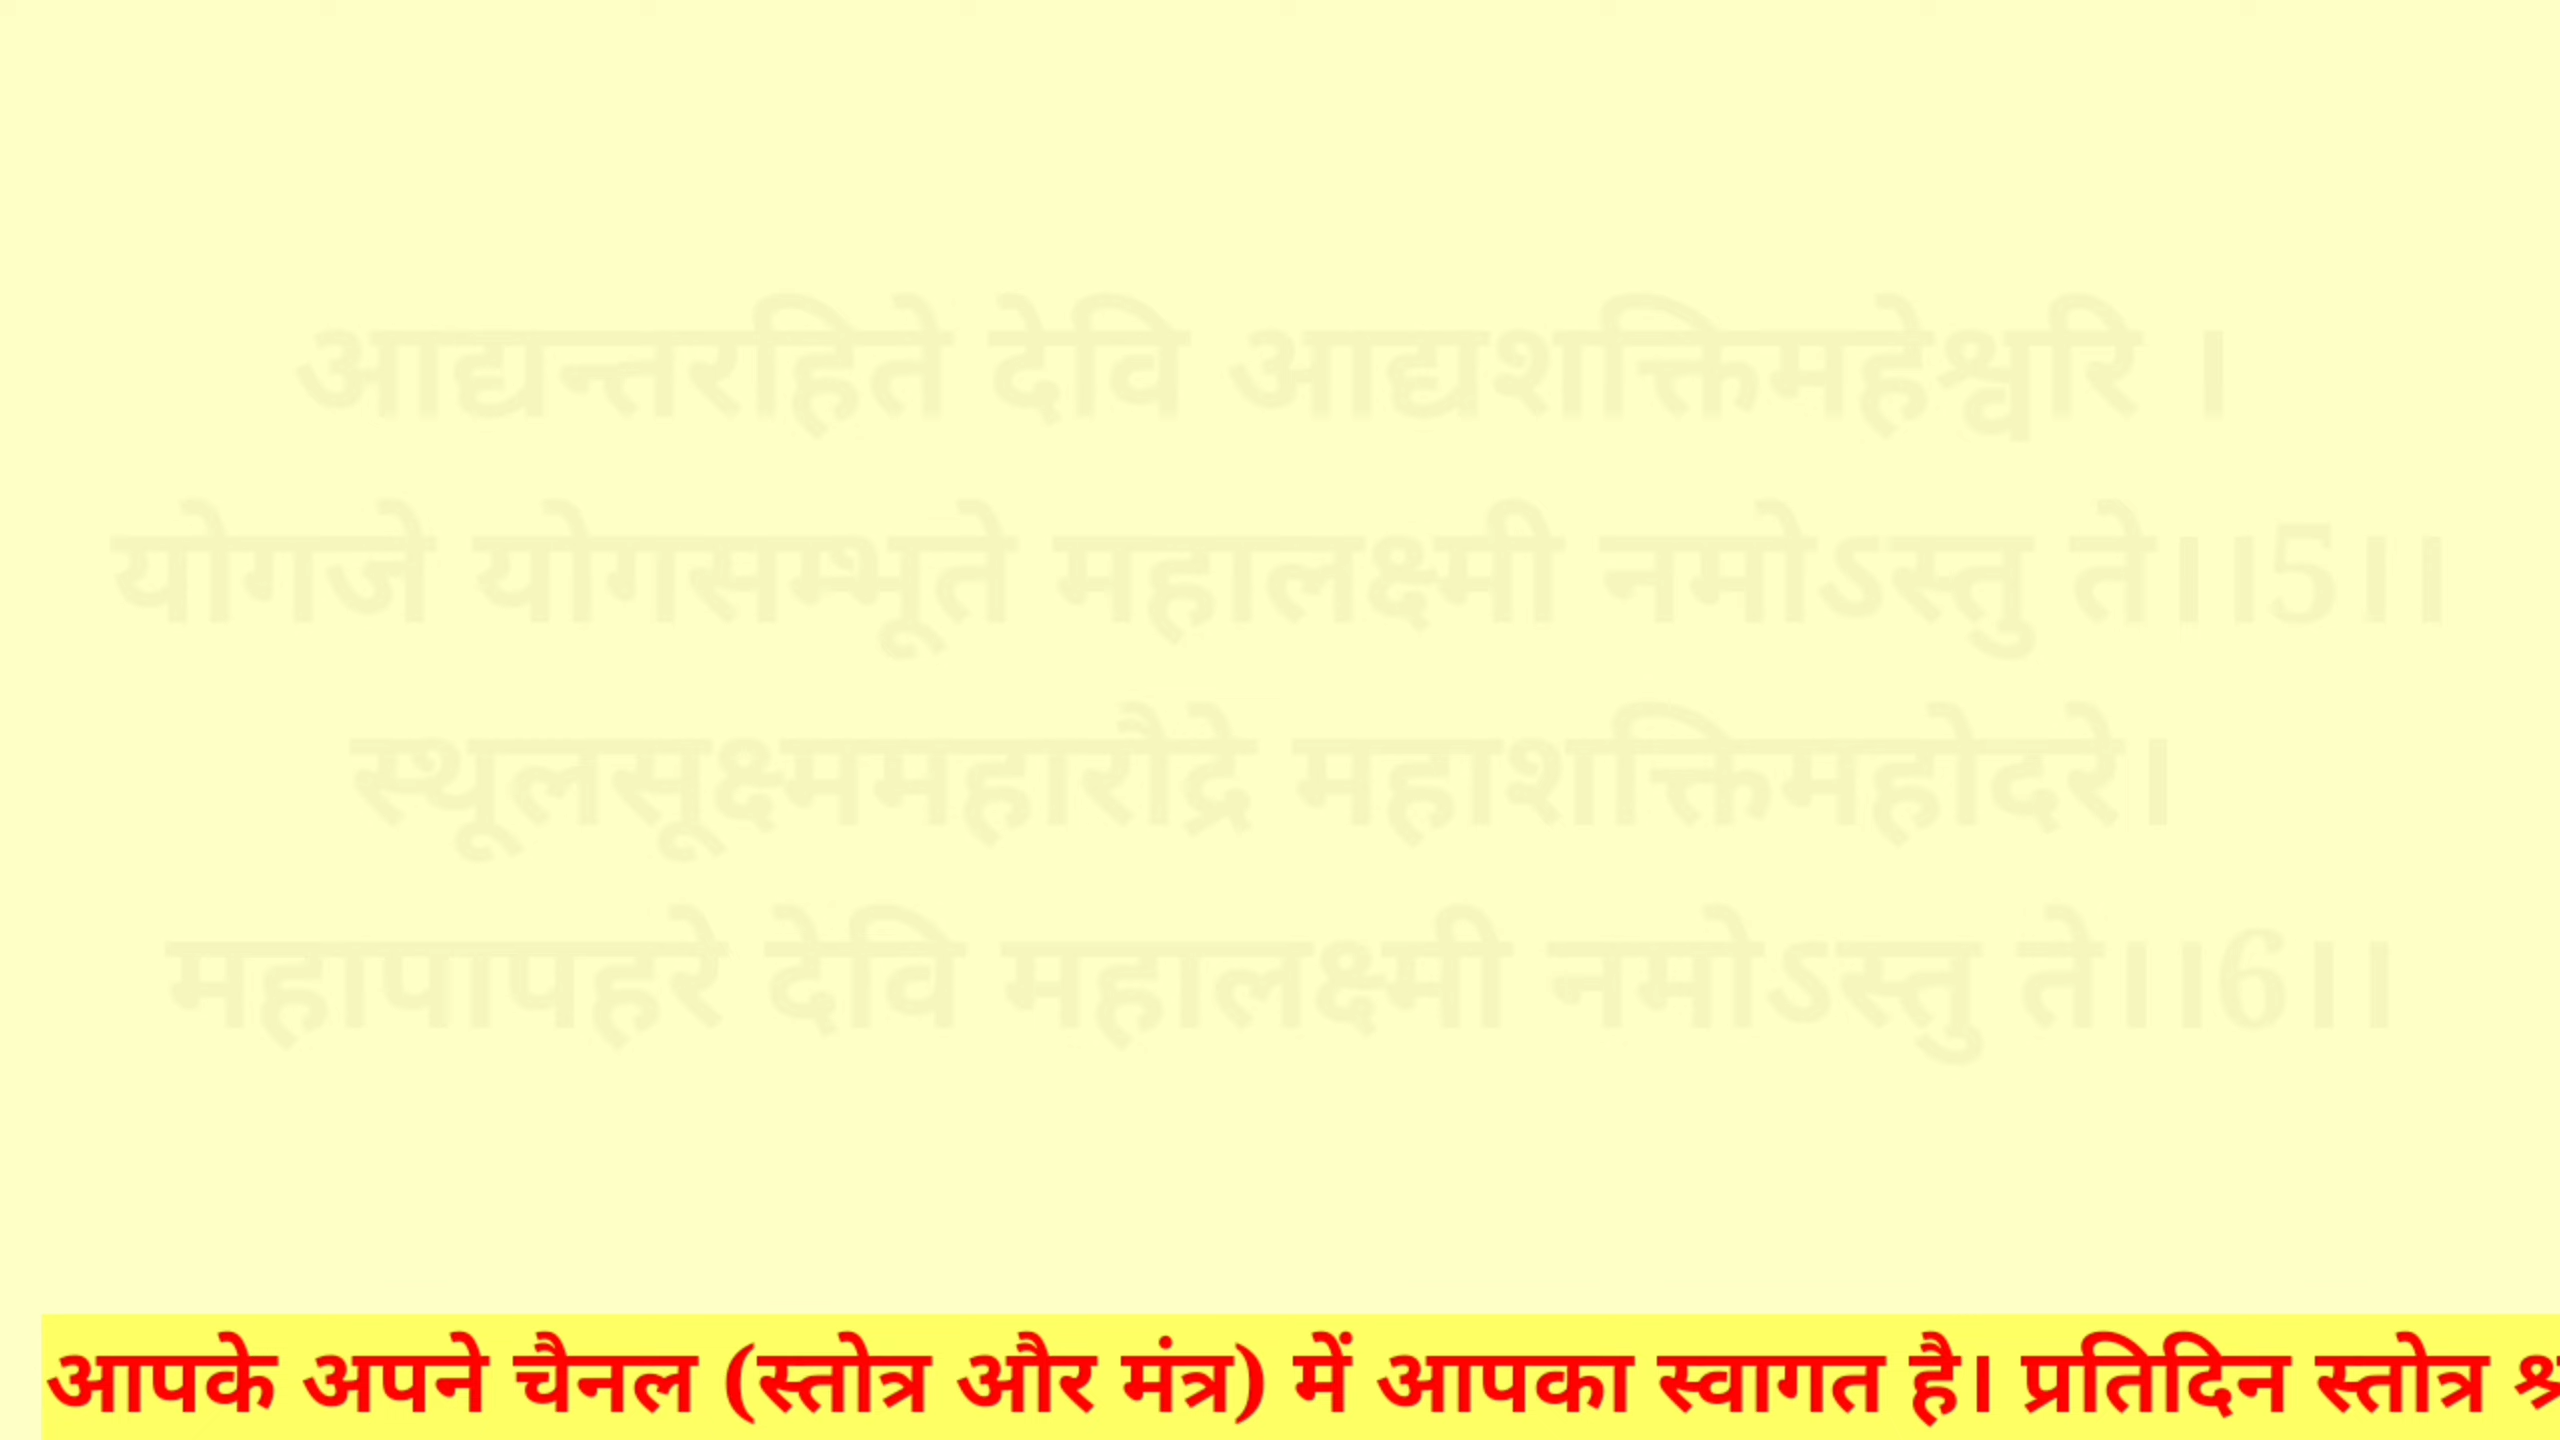 आद्यन्तरहिते देवि आद्यशक्तिमहेश्वरि ।
योगजे योगसम्भूते महालक्ष्मी नमोऽस्तु ते।।5।।
स्थूलसूक्ष्ममहारौद्रे महाशक्तिमहोदरे।
महापापहरे देवि महालक्ष्मी नमोऽस्तु ते।।6।।
आपके अपने चैनल (स्तोत्र और मंत्र) में आपका स्वागत है। प्रतिदिन स्तोत्र